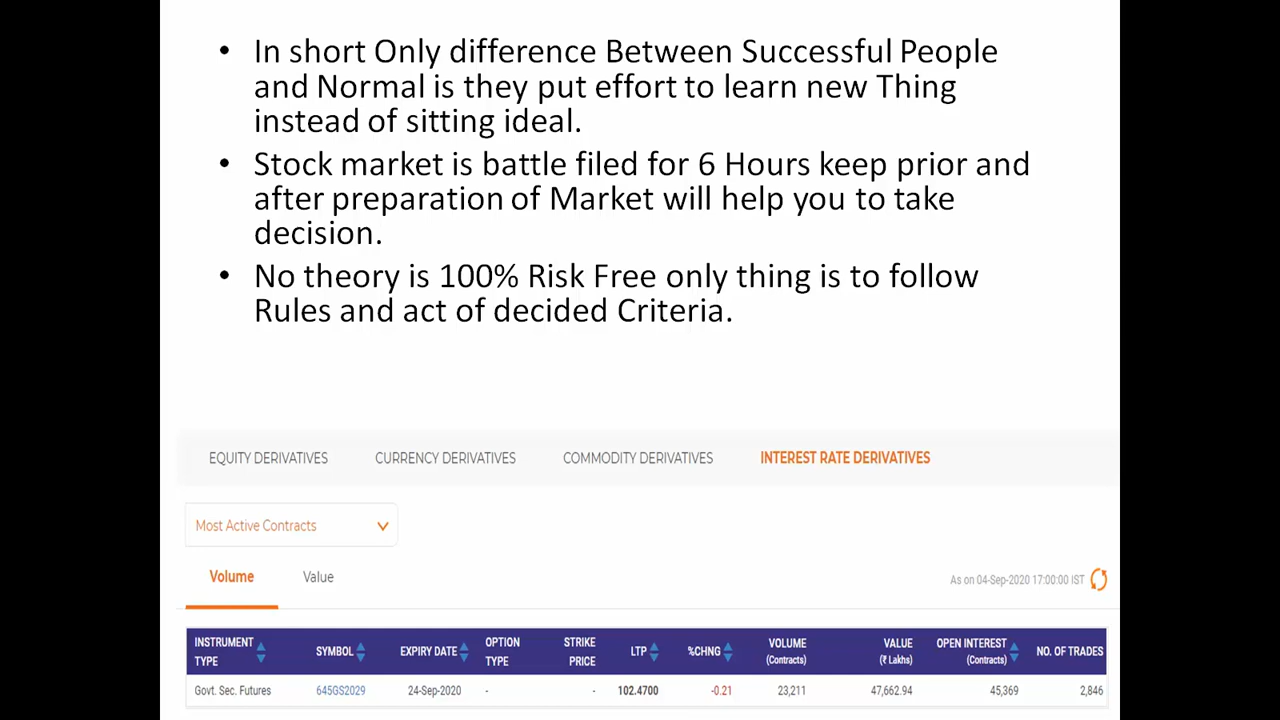 • In short Only difference Between Successful People
and Normal is they put effort to learn new Thing
instead of sitting ideal.
• Stock market is battle filed for 6 Hours keep prior and
after preparation of Market will help you to take
decision.
• No theory is 100% Risk Free only thing is to follow
Rules and act of decided Criteria.
EQUITY DERIVATIVES CURRENCY DERIVATIVES COMMODITY DERIVATIVES INTEREST RATE DERIVATIVES
Most Active Contracts
Volume Value
As on 04-Sep-2020 17:00:00 IST
INSTRUMENT TYPE SYMBOL EXPIRY DATE OPTION TYPE STRIKE PRICE LTP %CHNG VOLUME (Contracts) VALUE (₹ Lakhs) OPEN INTEREST (Contracts) NO. OF TRADES
Govt. Sec. Futures 645GS2029 24-Sep-2020 - - 102.4700 -0.21 23,211 47,662.94 45,369 2,846